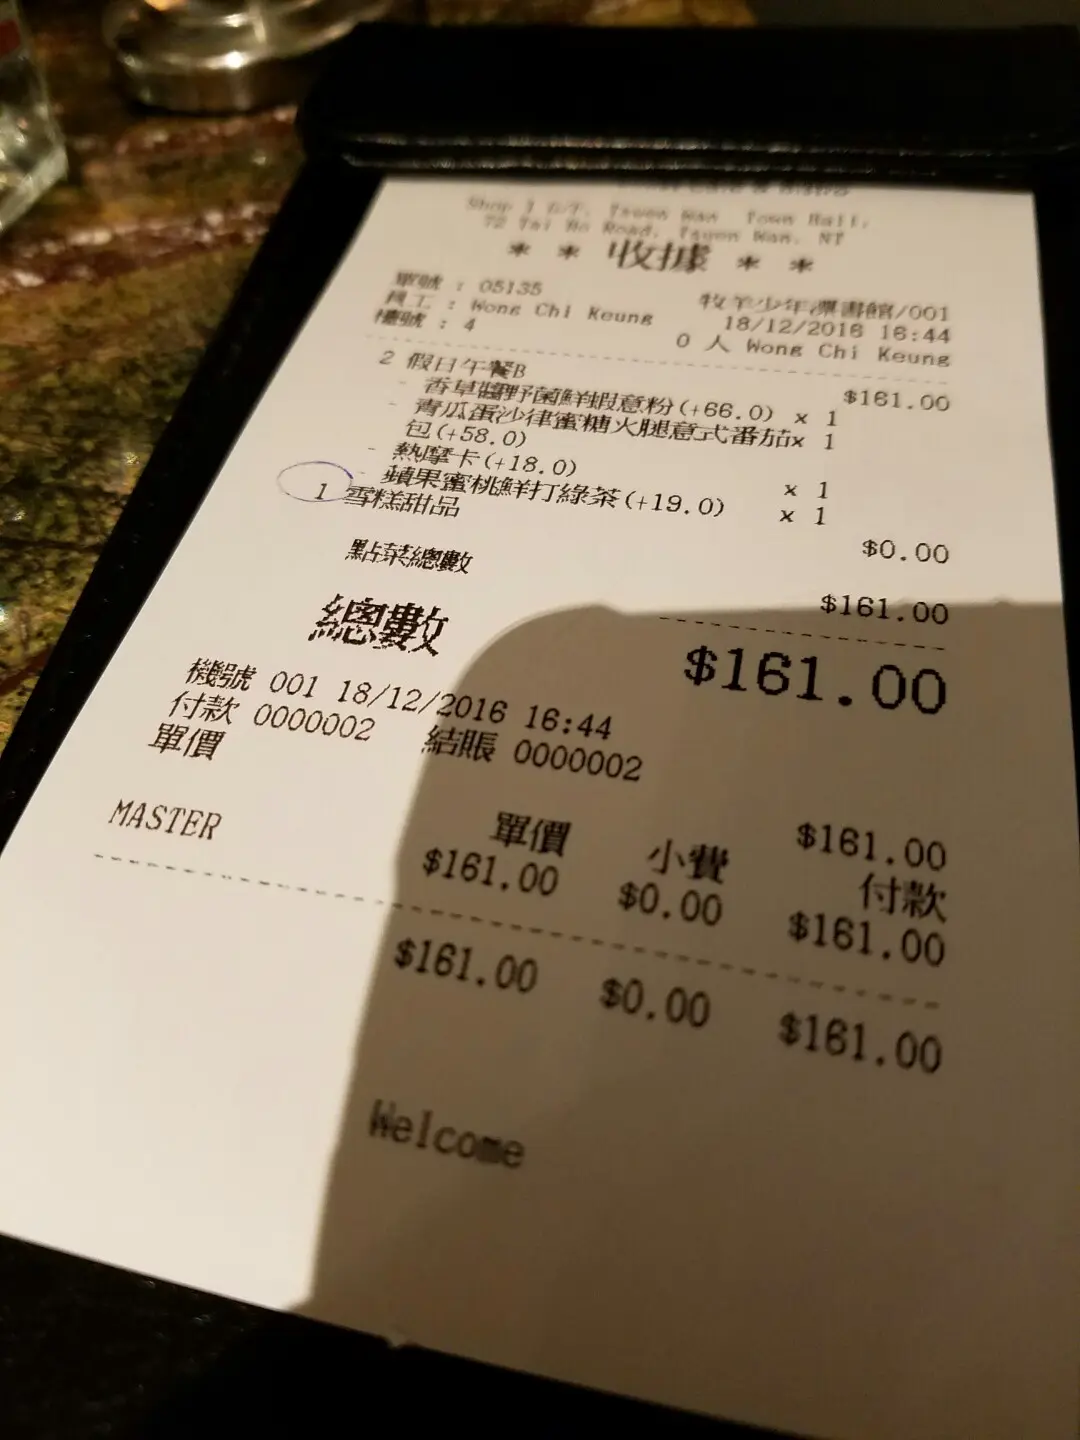 Shop 1 G/F, Tsuen Wan Town Hall,
72 Tai Ho Road, Tsuen Wan, NT
* * 收據 * *
單號 : 05135 牧羊少年漂書館/001
員工 : Wong Chi Keung 18/12/2016 16:44
檯號 : 4 0 人 Wong Chi Keung
2 假日午餐B $161.00
- 香草醬野菌鮮蝦意粉(+66.0) x 1
- 青瓜蛋沙律蜜糖火腿意式番茄x 1
包(+58.0)
- 熱摩卡(+18.0) x 1
- 蘋果蜜桃鮮打綠茶(+19.0) x 1
1 雪糕甜品 $0.00
點菜總數 $161.00
總數 $161.00
機號 001 18/12/2016 16:44
付款 0000002 結賬 0000002
單價 $161.00
單價 小費 付款
MASTER $161.00 $0.00 $161.00
$161.00 $0.00 $161.00
Welcome